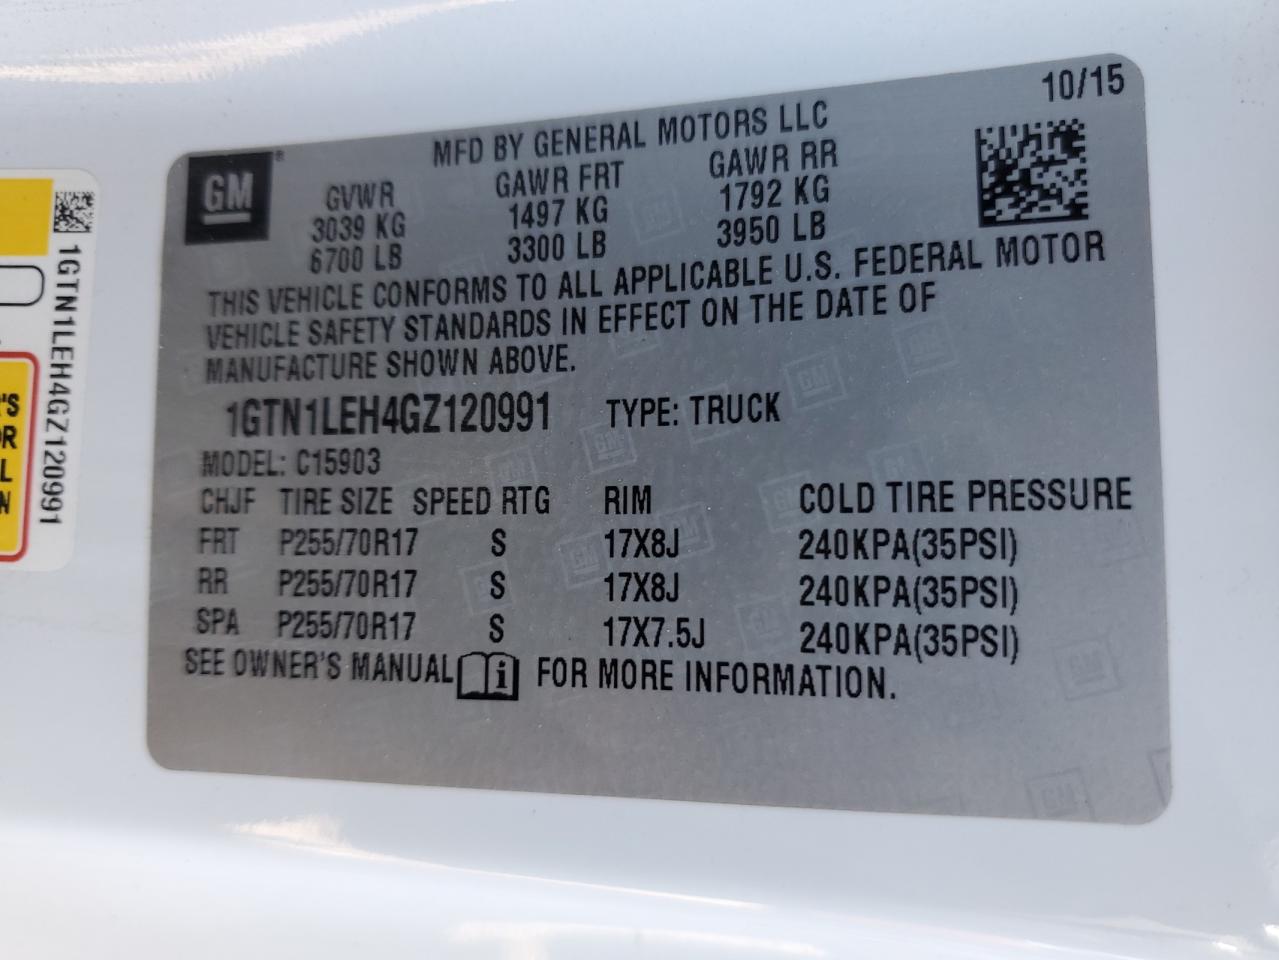 10/15
MFD BY GENERAL MOTORS LLC
GM
GVWR GAWR FRT GAWR RR
3039 KG 1497 KG 1792 KG
6700 LB 3300 LB 3950 LB
THIS VEHICLE CONFORMS TO ALL APPLICABLE U.S. FEDERAL MOTOR
VEHICLE SAFETY STANDARDS IN EFFECT ON THE DATE OF
MANUFACTURE SHOWN ABOVE.
1GTN1LEH4GZ120991 TYPE: TRUCK
MODEL: C15903
CHJF TIRE SIZE SPEED RTG RIM COLD TIRE PRESSURE
FRT P255/70R17 S 17X8J 240KPA(35PSI)
RR P255/70R17 S 17X8J 240KPA(35PSI)
SPA P255/70R17 S 17X7.5J 240KPA(35PSI)
SEE OWNER'S MANUAL i FOR MORE INFORMATION.
1GTN1LEH4GZ120991
'S
OR
L
N